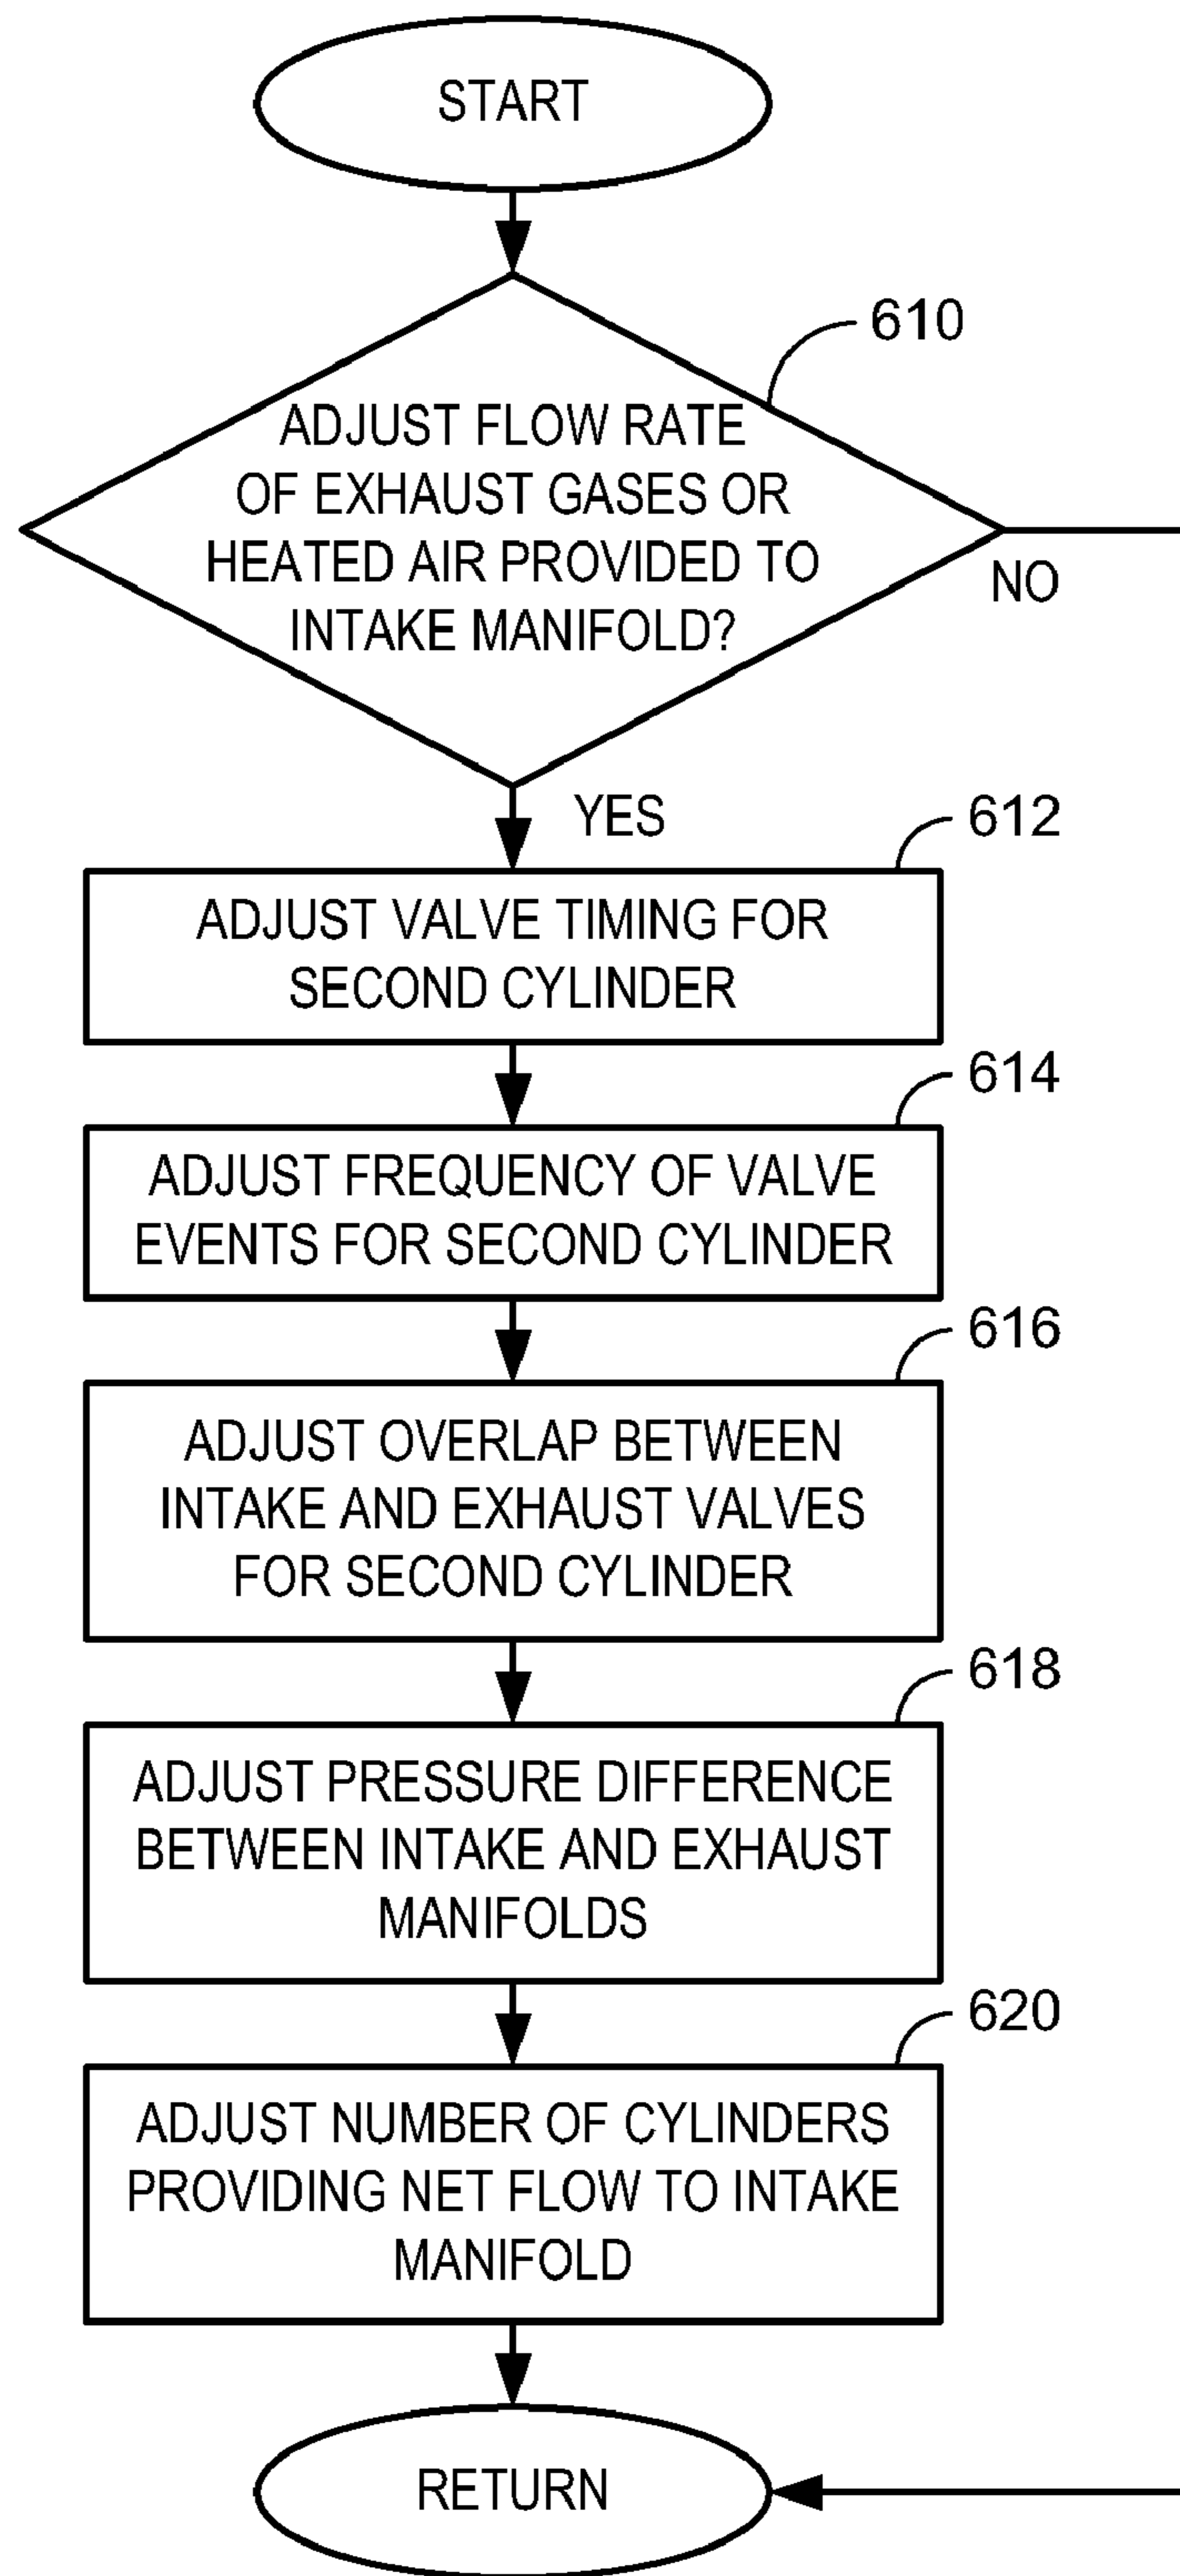 START
610
ADJUST FLOW RATE
OF EXHAUST GASES OR
HEATED AIR PROVIDED TO
INTAKE MANIFOLD?
NO
YES
612
ADJUST VALVE TIMING FOR
SECOND CYLINDER
614
ADJUST FREQUENCY OF VALVE
EVENTS FOR SECOND CYLINDER
616
ADJUST OVERLAP BETWEEN
INTAKE AND EXHAUST VALVES
FOR SECOND CYLINDER
618
ADJUST PRESSURE DIFFERENCE
BETWEEN INTAKE AND EXHAUST
MANIFOLDS
620
ADJUST NUMBER OF CYLINDERS
PROVIDING NET FLOW TO INTAKE
MANIFOLD
RETURN